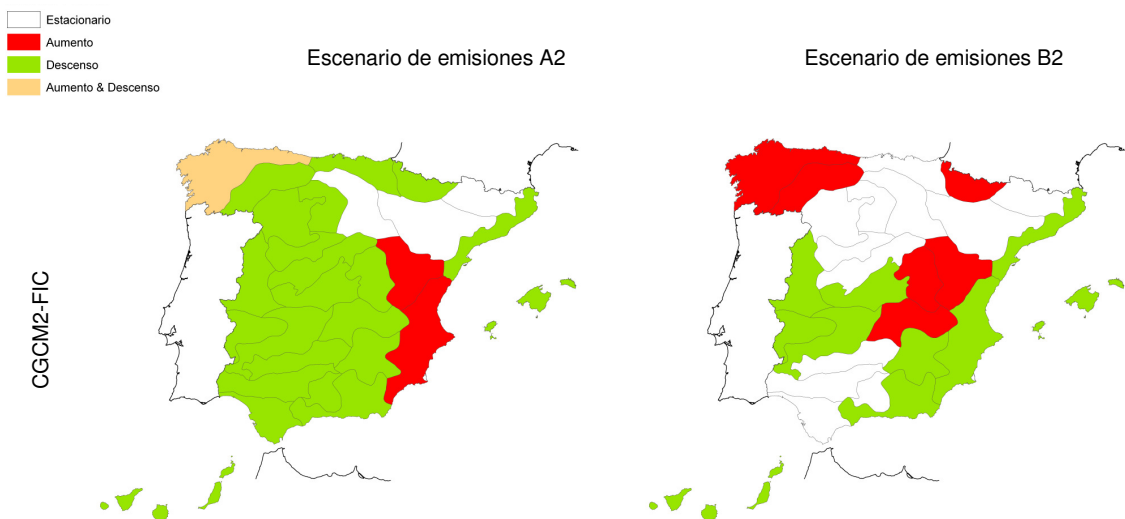 Estacionario
Aumento
Descenso
Aumento & Descenso
Escenario de emisiones A2
Escenario de emisiones B2
CGCM2-FIC